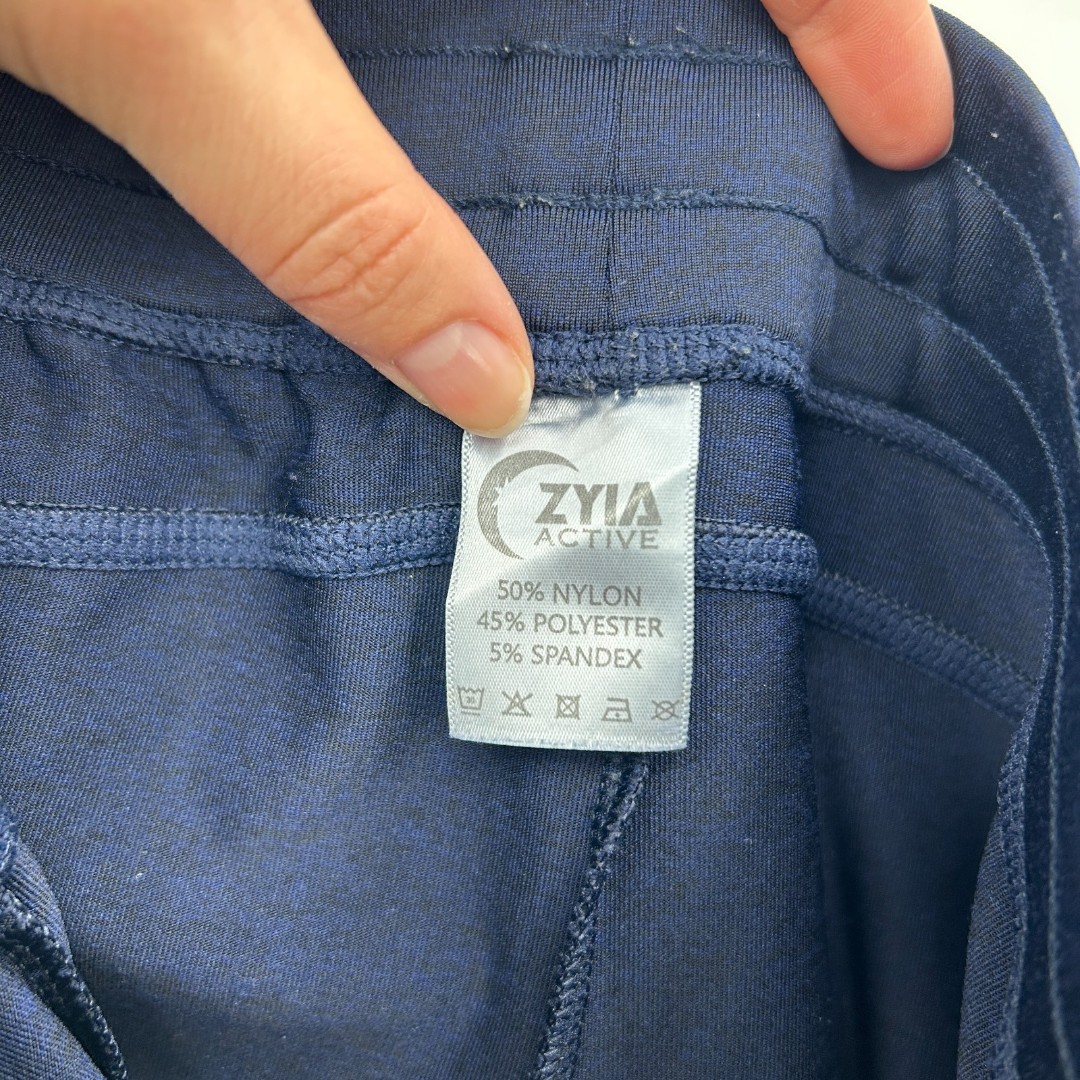 ZYIA
ACTIVE
50% NYLON
45% POLYESTER
5% SPANDEX